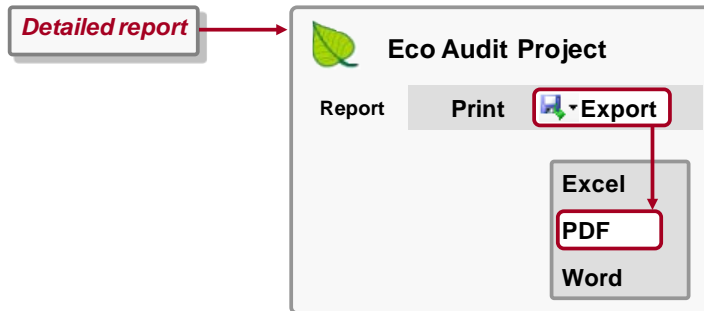 Detailed report
Eco Audit Project
Report Print Export
Excel
PDF
Word